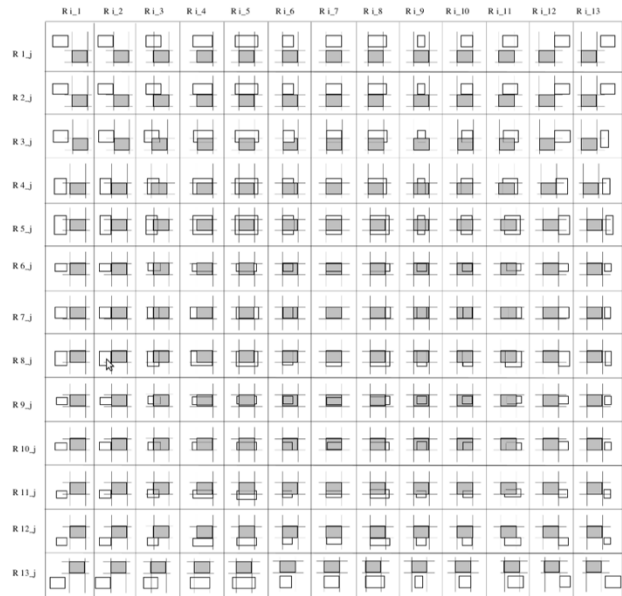 R i_1 R i_2 R i_3 R i_4 R i_5 R i_6 R i_7 R i_8 R i_9 R i_10 R i_11 R i_12 R i_13
R 1_j
R 2_j
R 3_j
R 4_j
R 5_j
R 6_j
R 7_j
R 8_j
R 9_j
R 10_j
R 11_j
R 12_j
R 13_j